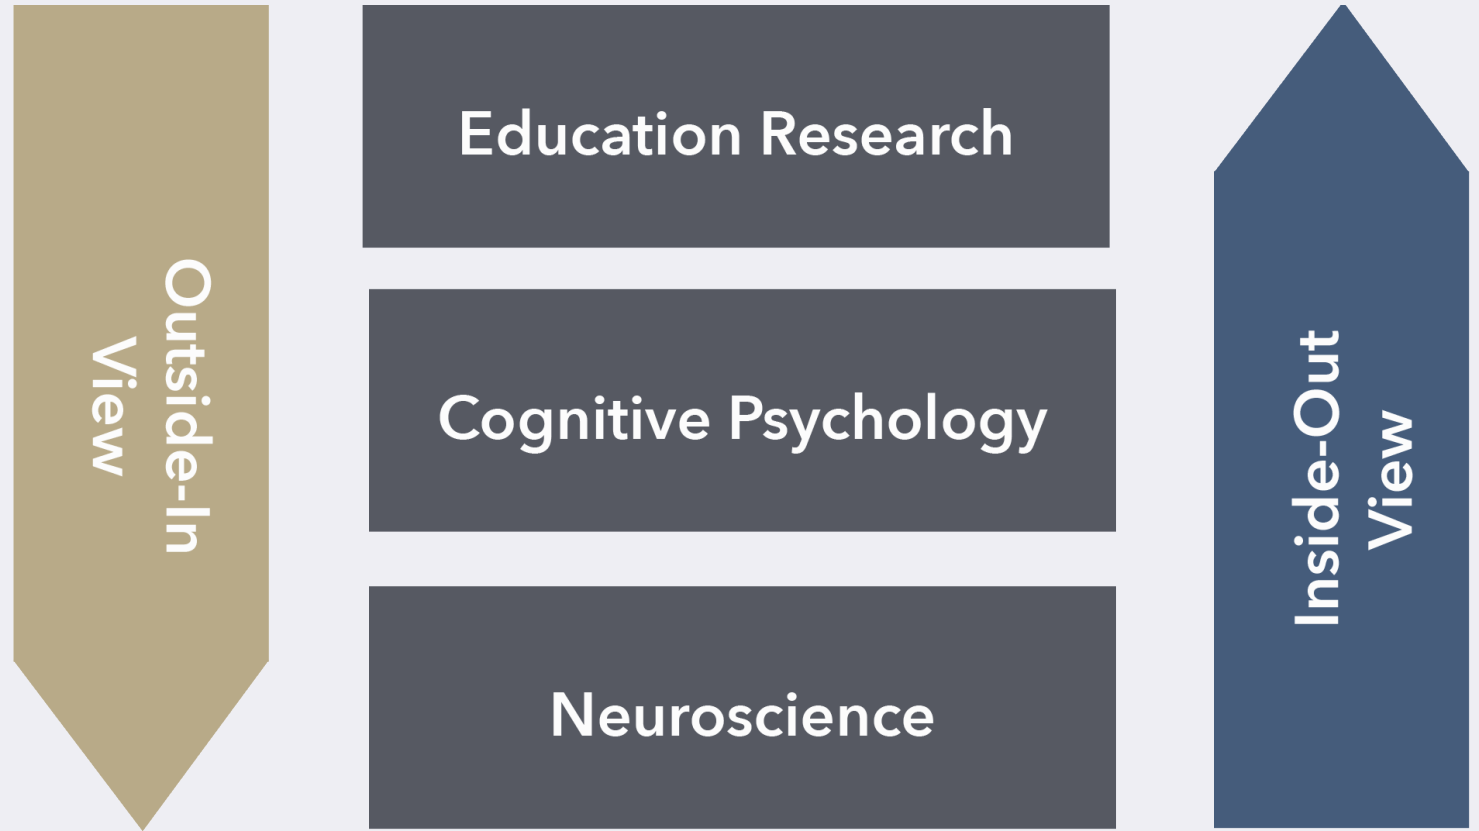 Outside-In
View
Education Research
Cognitive Psychology
Neuroscience
Inside-Out
View